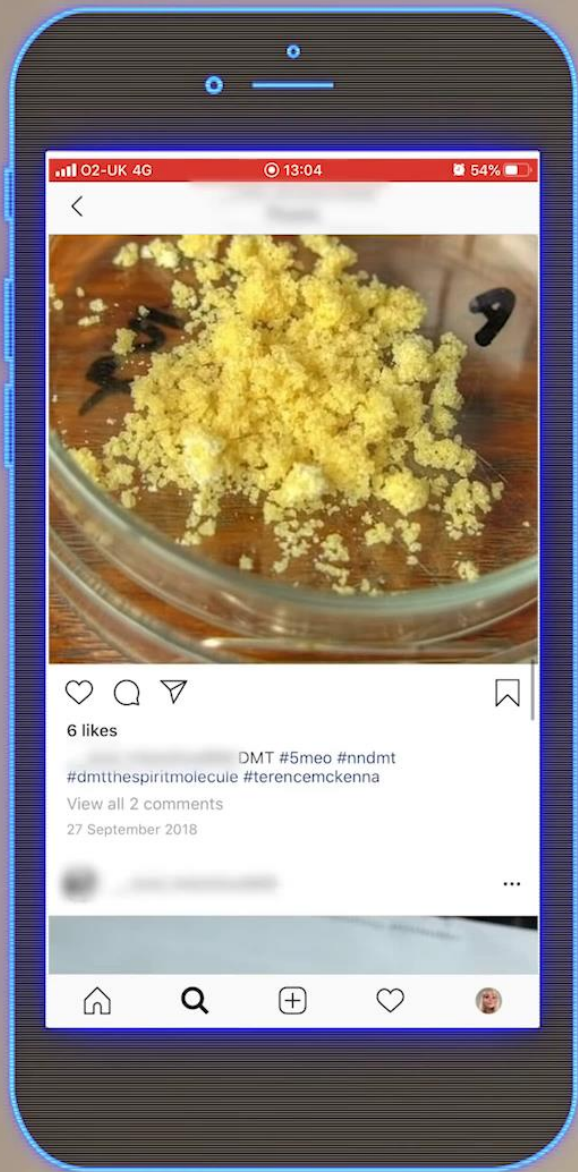 O2-UK 4G 13:04 54%
6 likes
DMT #5meo #nndmt
#dmtthespiritmolecule #terencemckenna
View all 2 comments
27 September 2018